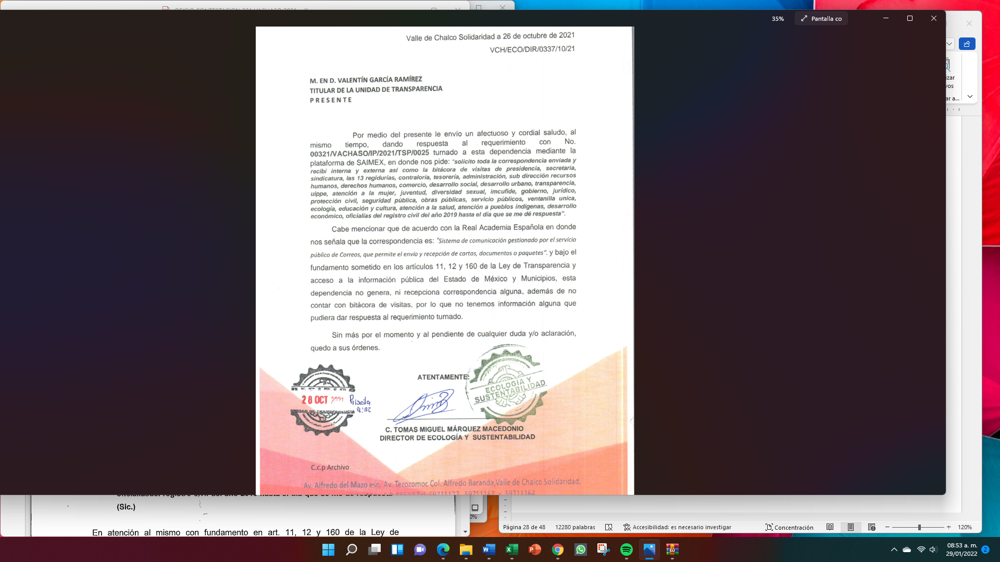 35%
Pantalla co
Valle de Chalco Solidaridad a 26 de octubre de 2021
VCH/ECO/DIR/0337/10/21
M. EN D. VALENTÍN GARCÍA RAMÍREZ
TITULAR DE LA UNIDAD DE TRANSPARENCIA
P R E S E N T E
Por medio del presente le envío un afectuoso y cordial saludo, al
mismo tiempo, dando respuesta al requerimiento con No.
00321/VACHASO/IP/2021/TSP/0025 turnado a esta dependencia mediante la
plataforma de SAIMEX, en donde nos pide: "solicito toda la correspondencia enviada y
recibí interna y externa así como la bitácora de visitas de presidencia, secretaria,
sindicatura, las 13 regidurías, contraloría, tesorería, administración, sub dirección recursos
humanos, derechos humanos, comercio, desarrollo social, desarrollo urbano, transparencia,
uippe, atención a la mujer, juventud, diversidad sexual, imcufide, gobierno, jurídico,
protección civil, seguridad pública, obras públicas, servicio públicos, ventanilla unica,
ecología, educación y cultura, atención a la salud, atención a pueblos indígenas, desarrollo
económico, oficialías del registro civil del año 2019 hasta el día que se me dé respuesta".
Cabe mencionar que de acuerdo con la Real Academia Española en donde
nos señala que la correspondencia es: "Sistema de comunicación gestionado por el servicio
público de Correos, que permite el envío y recepción de cartas, documentos o paquetes". y bajo el
fundamento sometido en los artículos 11, 12 y 160 de la Ley de Transparencia y
acceso a la información pública del Estado de México y Municipios, esta
dependencia no genera, ni recepciona correspondencia alguna, además de no
contar con bitácora de visitas, por lo que no tenemos información alguna que
pudiera dar respuesta al requerimiento turnado.
Sin más por el momento y al pendiente de cualquier duda y/o aclaración,
quedo a sus órdenes.
ATENTAMENTE:
ECOLOGÍA Y
SUSTENTABILIDAD
RECIBIDO
28 OCT 2021
UNIDAD DE TRANSPARENCIA
C. TOMAS MIGUEL MÁRQUEZ MACEDONIO
DIRECTOR DE ECOLOGÍA Y SUSTENTABILIDAD
C.c.p Archivo
Av. Alfredo del Mazo esq. Av. Tezozomoc Col. Alfredo Baranda,Valle de Chalco Solidaridad,
(Sic.)
En atención al mismo con fundamento en art. 11, 12 y 160 de la Ley de
Página 28 de 48
12280 palabras
Accesibilidad: es necesario investigar
Concentración
120%
08:53 a. m.
29/01/2022
2